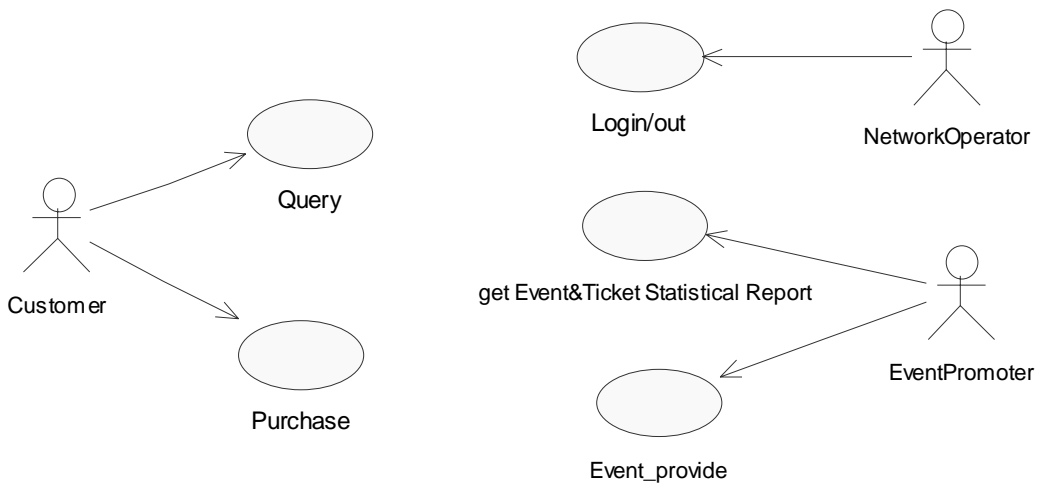 Login/out
NetworkOperator
Query
get Event&Ticket Statistical Report
Customer
EventPromoter
Purchase
Event_provide